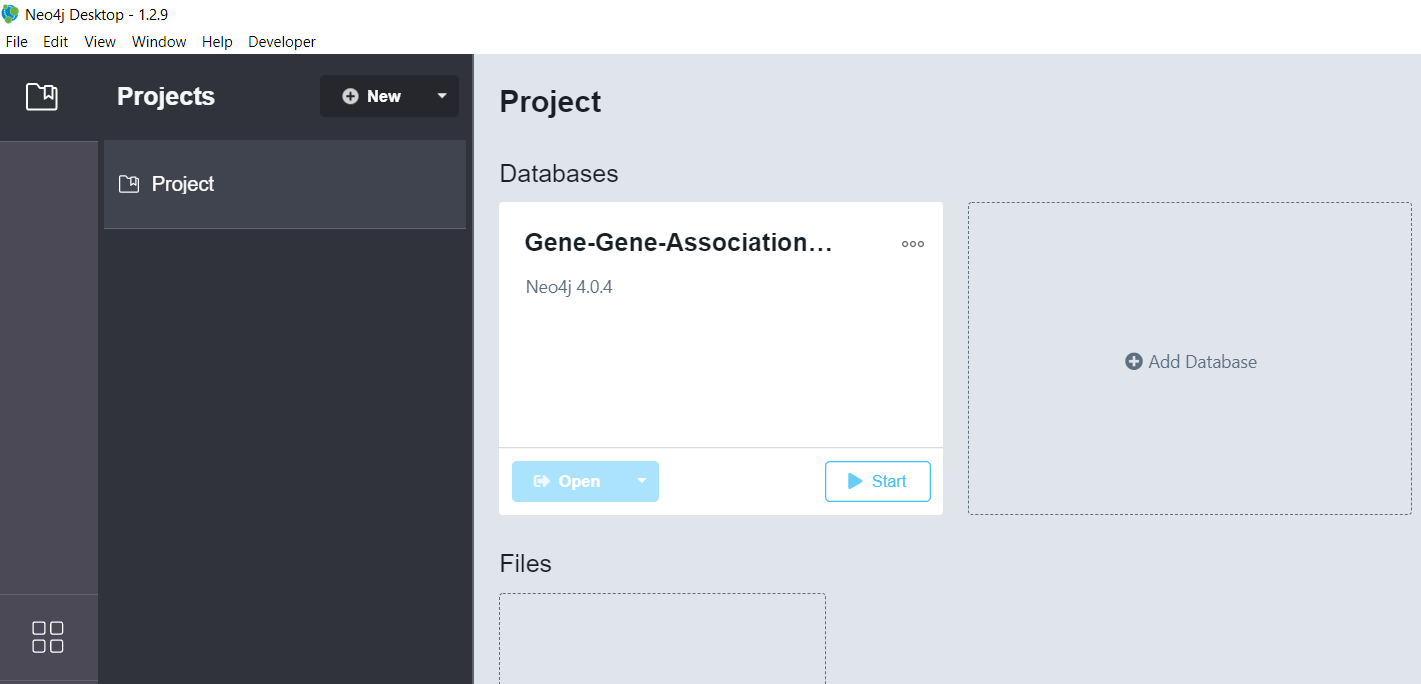 Neo4j Desktop - 1.2.9
File Edit View Window Help Developer
Projects
New
Project
Project
Databases
Gene-Gene-Association...
Neo4j 4.0.4
Open
Start
Add Database
Files